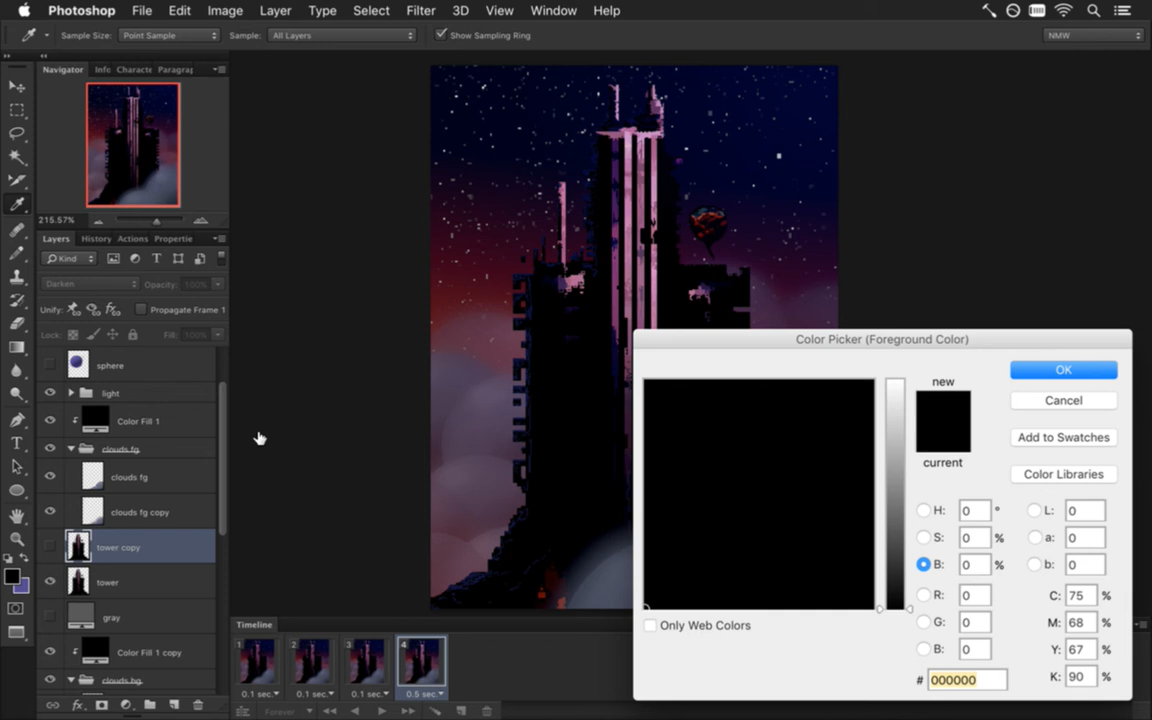 Photoshop File Edit Image Layer Type Select Filter 3D View Window Help
Sample Size: Point Sample Sample: All Layers Show Sampling Ring NMW
Navigator Info Characte Paragra
215.57%
Layers History Actions Propertie
Kind
Darken Opacity: 100%
Unify: Propagate Frame 1
Lock: Fill: 100%
sphere
light
Color Fill 1
clouds fg
clouds fg
clouds fg copy
tower copy
tower
gray
Color Fill 1 copy
clouds bg
Timeline
1 2 3 4
0.1 sec. 0.1 sec. 0.1 sec. 0.5 sec.
Forever
Color Picker (Foreground Color)
new
current
OK
Cancel
Add to Swatches
Color Libraries
H: 0 ° L: 0
S: 0 % a: 0
B: 0 % b: 0
R: 0 C: 75 %
G: 0 M: 68 %
B: 0 Y: 67 %
# 000000 K: 90 %
Only Web Colors